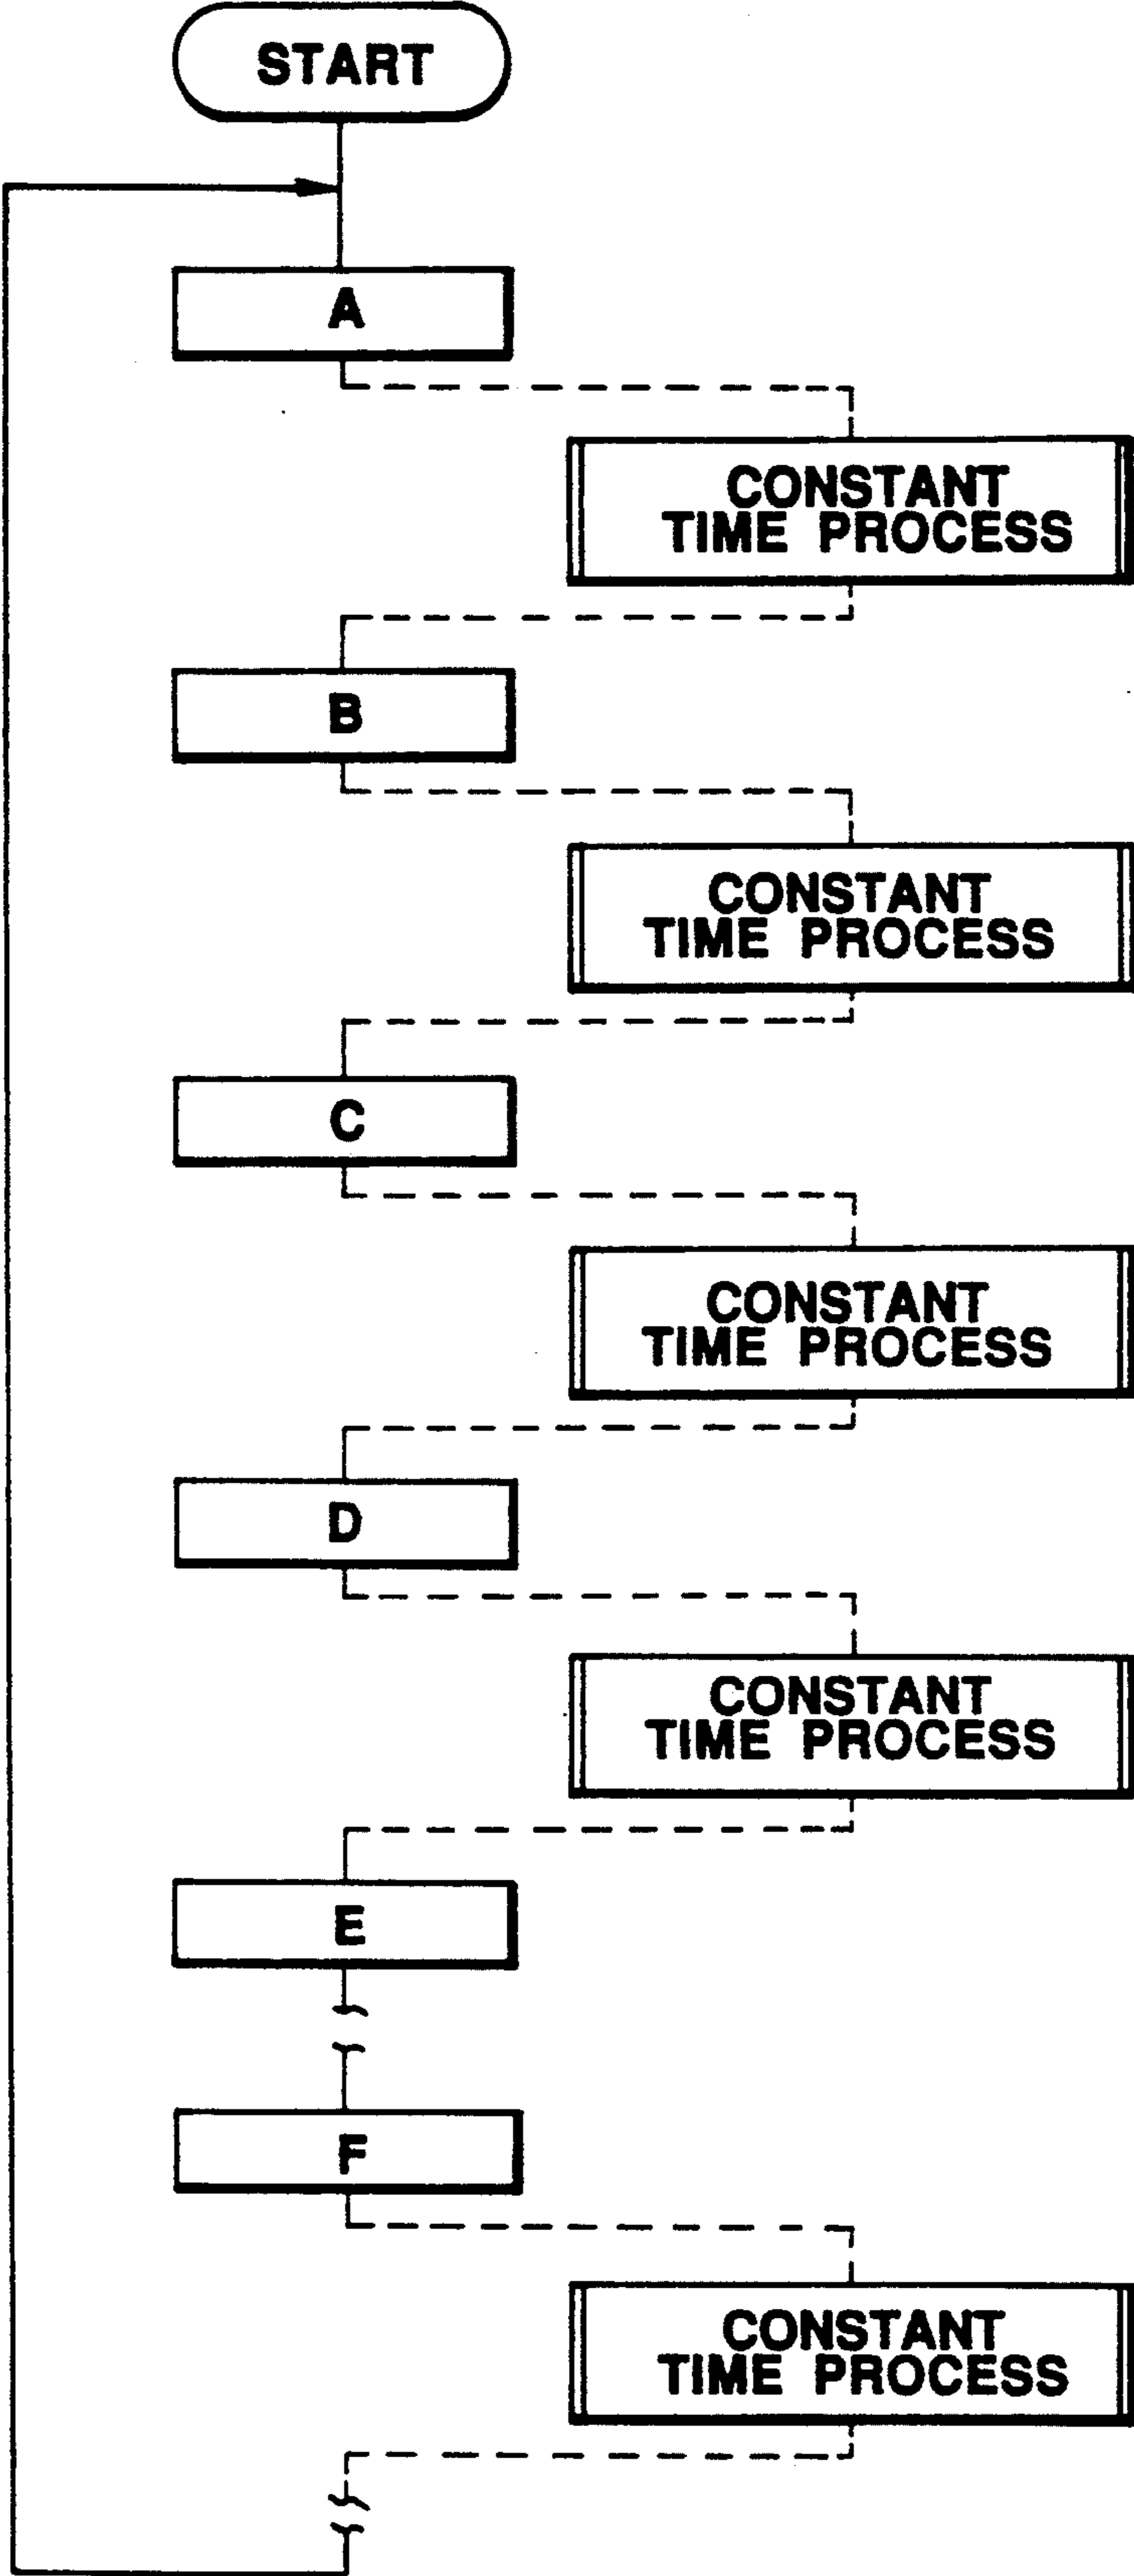 START
A
CONSTANT
TIME PROCESS
B
CONSTANT
TIME PROCESS
C
CONSTANT
TIME PROCESS
D
CONSTANT
TIME PROCESS
E
F
CONSTANT
TIME PROCESS